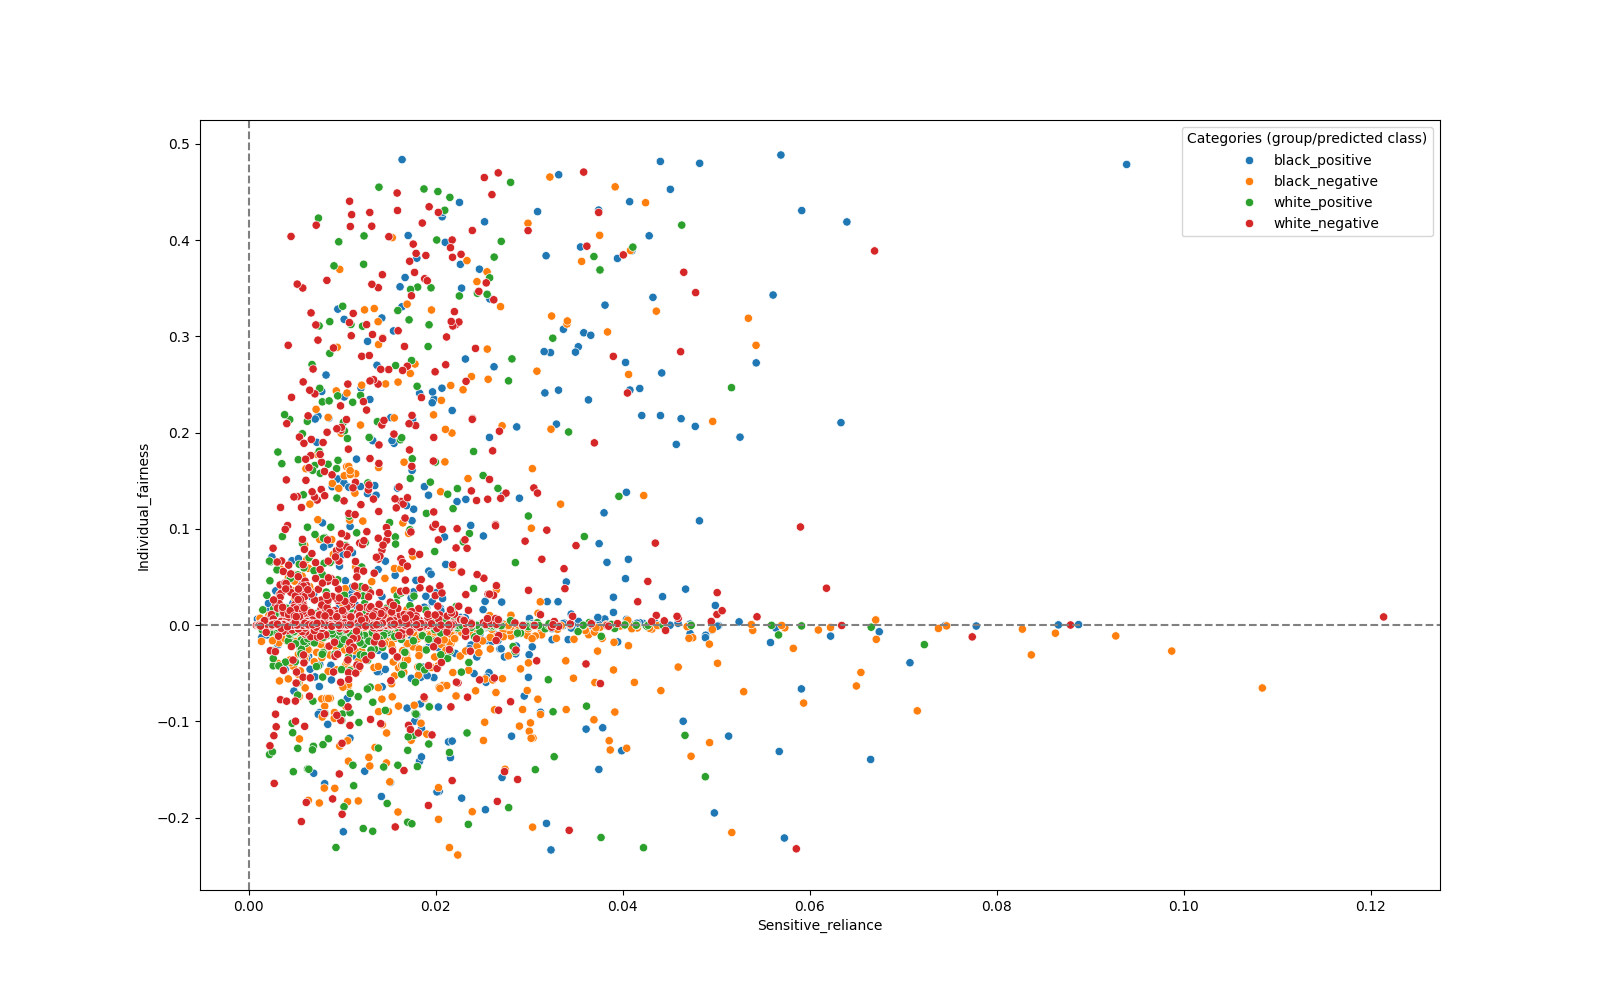 Categories (group/predicted class)
black_positive
black_negative
white_positive
white_negative
0.5
0.4
0.3
0.2
0.1
0.0
−0.1
−0.2
Individual_fairness
0.00 0.02 0.04 0.06 0.08 0.10 0.12
Sensitive_reliance